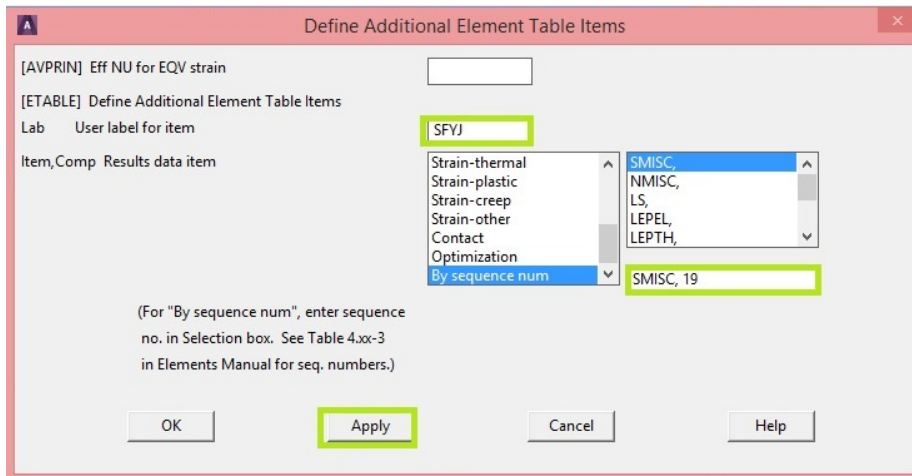 A
Define Additional Element Table Items
×
[AVPRIN] Eff NU for EQV strain
[ETABLE] Define Additional Element Table Items
Lab User label for item
SFYJ
Item,Comp Results data item
Strain-thermal
Strain-plastic
Strain-creep
Strain-other
Contact
Optimization
By sequence num
SMISC,
NMISC,
LS,
LEPEL,
LEPTH,
SMISC, 19
(For "By sequence num", enter sequence
no. in Selection box. See Table 4.xx-3
in Elements Manual for seq. numbers.)
OK
Apply
Cancel
Help